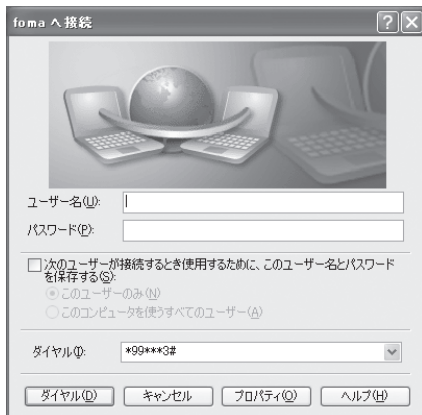 foma へ接続
ユーザー名(U):
パスワード(P):
次のユーザーが接続するとき使用するために、このユーザー名とパスワード
を保存する(S):
このユーザーのみ(N)
このコンピュータを使うすべてのユーザー(A)
ダイヤル(I): *99***3#
ダイヤル(D) キャンセル プロパティ(O) ヘルプ(H)